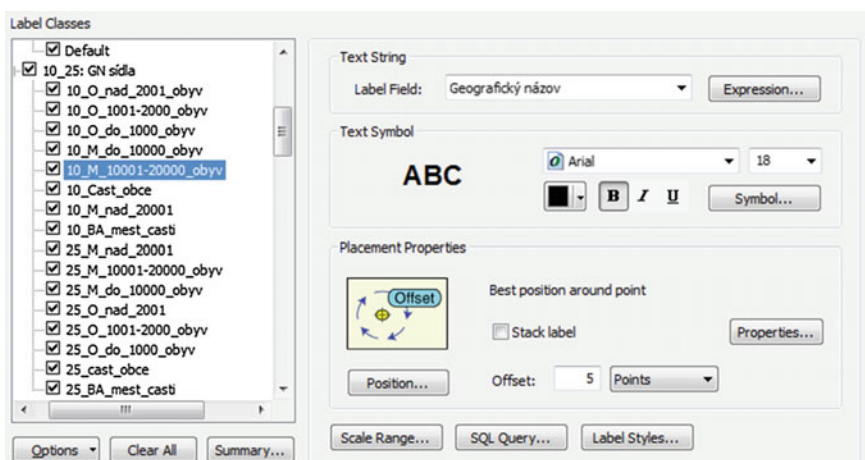 Label Classes
Default
10_25: GN sídla
10_O_nad_2001_obyv
10_O_1001-2000_obyv
10_O_do_1000_obyv
10_M_do_10000_obyv
10_M_10001-20000_obyv
10_Cast_obce
10_M_nad_20001
10_BA_mest_casti
25_M_nad_20001
25_M_10001-20000_obyv
25_M_do_10000_obyv
25_O_nad_2001
25_O_1001-2000_obyv
25_O_do_1000_obyv
25_cast_obce
25_BA_mest_casti
Options Clear All Summary...
Text String
Label Field: Geografický názov Expression...
Text Symbol
ABC
Arial 18
B I U Symbol...
Placement Properties
Offset
Best position around point
Stack label Properties...
Position... Offset: 5 Points
Scale Range... SQL Query... Label Styles...